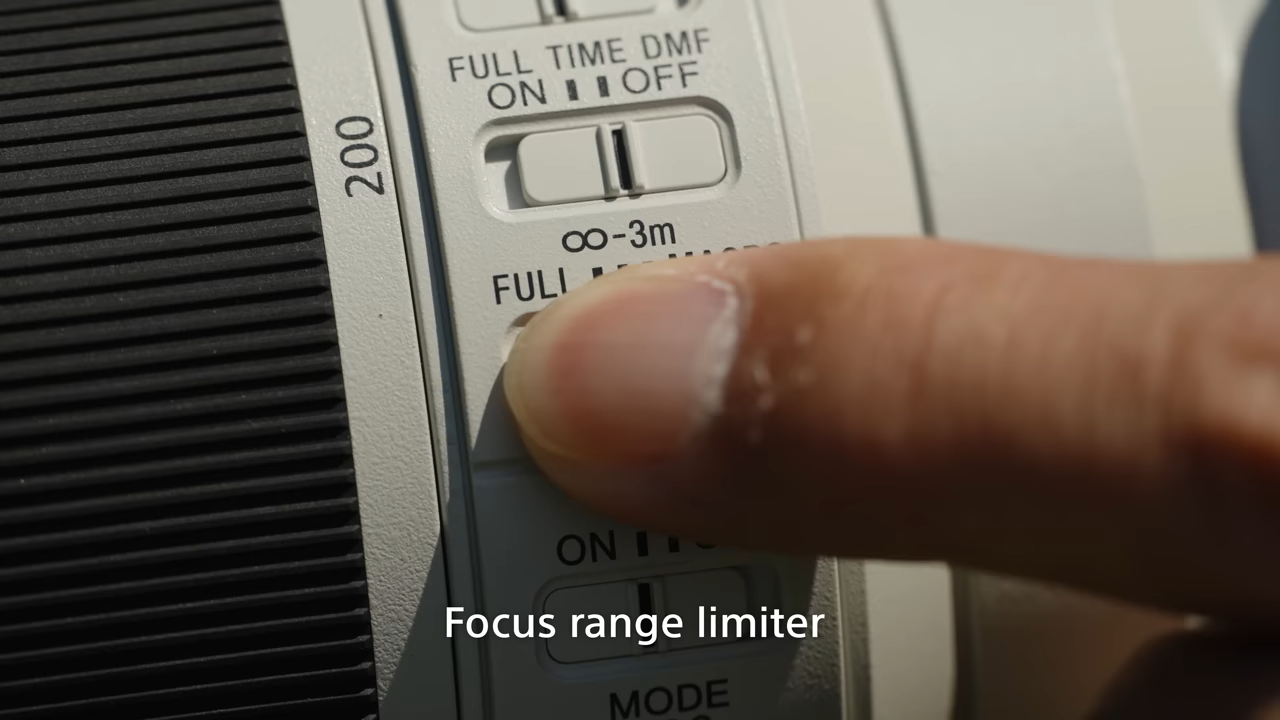 FULL TIME DMF
ON OFF
200
∞-3m
FULL
ON
Focus range limiter
MODE